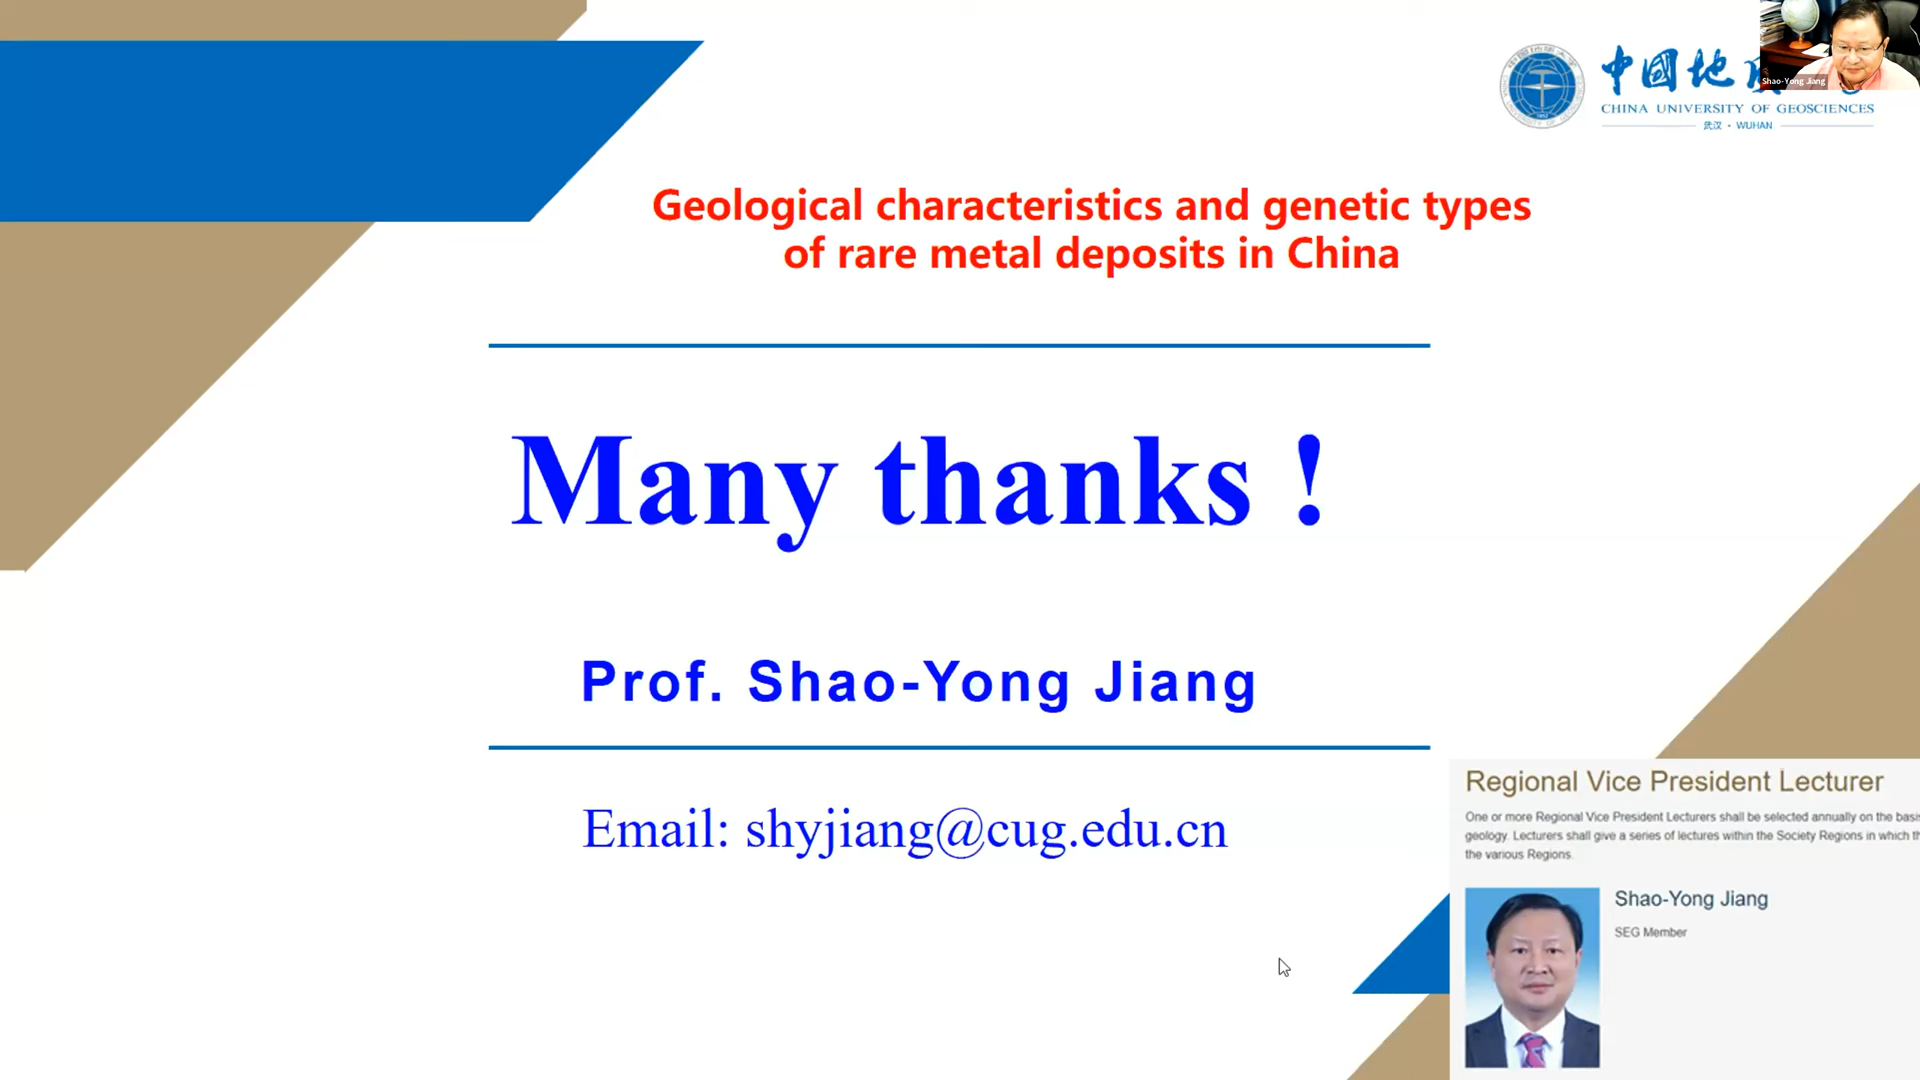 中國地
CHINA UNIVERSITY OF GEOSCIENCES
武汉 · WUHAN
Shao-Yong Jiang
Geological characteristics and genetic types
of rare metal deposits in China
Many thanks !
Prof. Shao-Yong Jiang
Email: shyjiang@cug.edu.cn
Regional Vice President Lecturer
One or more Regional Vice President Lecturers shall be selected annually on the basis
geology. Lecturers shall give a series of lectures within the Society Regions in which
the various Regions.
Shao-Yong Jiang
SEG Member